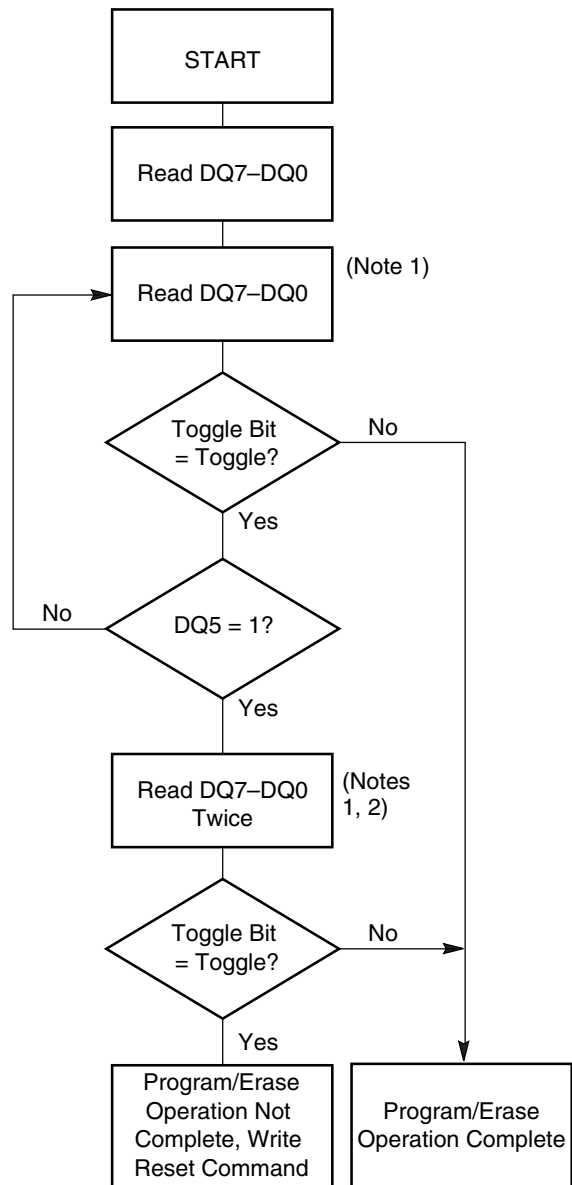 START
Read DQ7–DQ0
Read DQ7–DQ0
(Note 1)
Toggle Bit
= Toggle?
No
Yes
No
DQ5 = 1?
Yes
Read DQ7–DQ0
Twice
(Notes
1, 2)
Toggle Bit
= Toggle?
No
Yes
Program/Erase
Operation Not
Complete, Write
Reset Command
Program/Erase
Operation Complete